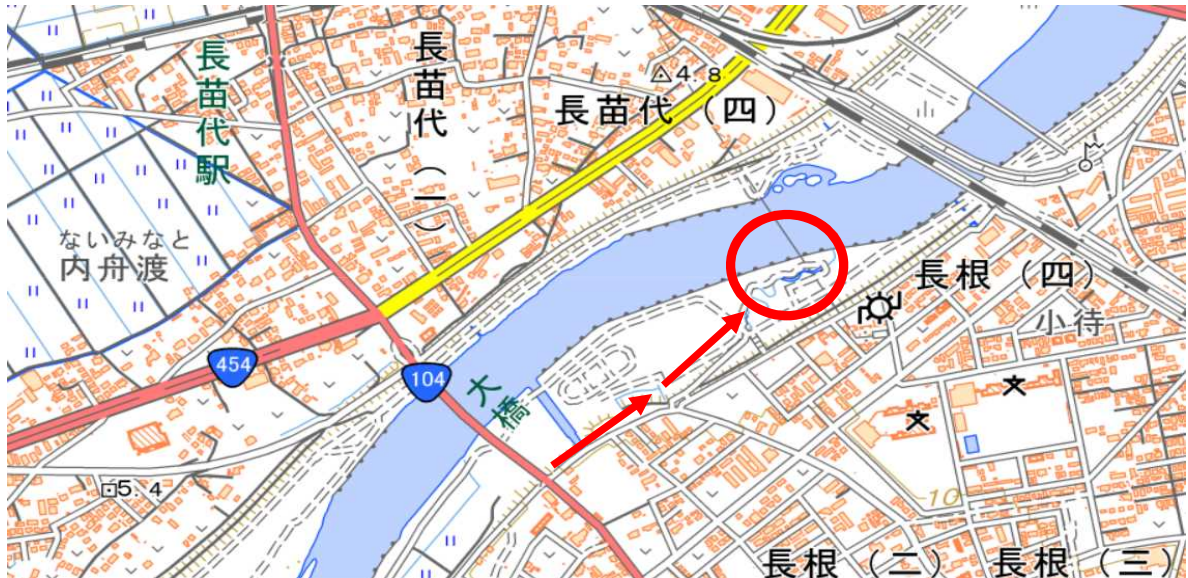 長苗代駅
長苗代(一)
4.8
長苗代(四)
ないみなと
内舟渡
454
104
大橋
長根(四)
小待
5.4
10
長根(二)
長根(三)